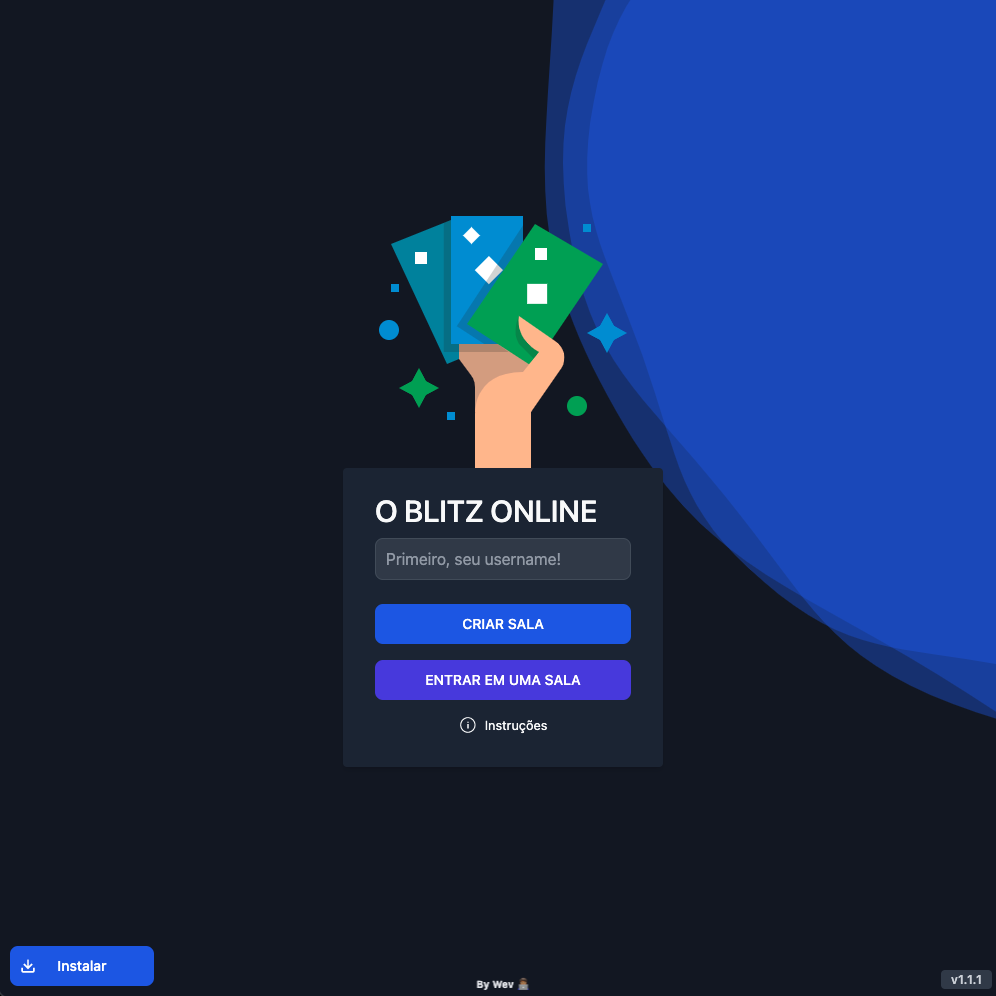 O BLITZ ONLINE
Primeiro, seu username!
CRIAR SALA
ENTRAR EM UMA SALA
Instruções
Instalar
By Wev
v1.1.1